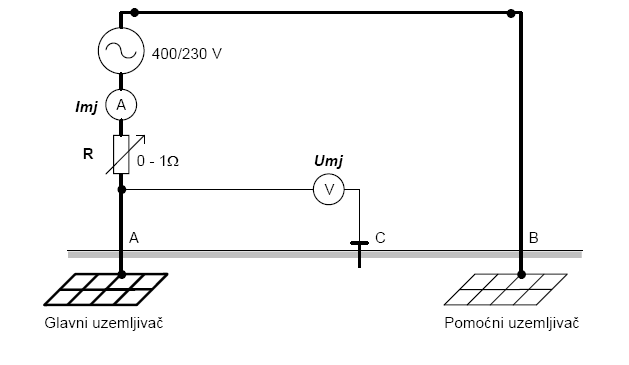 400/230 V
Imj
A
R
0 - 1Ω
Umj
V
A
C
B
Glavni uzemljivač
Pomoćni uzemljivač